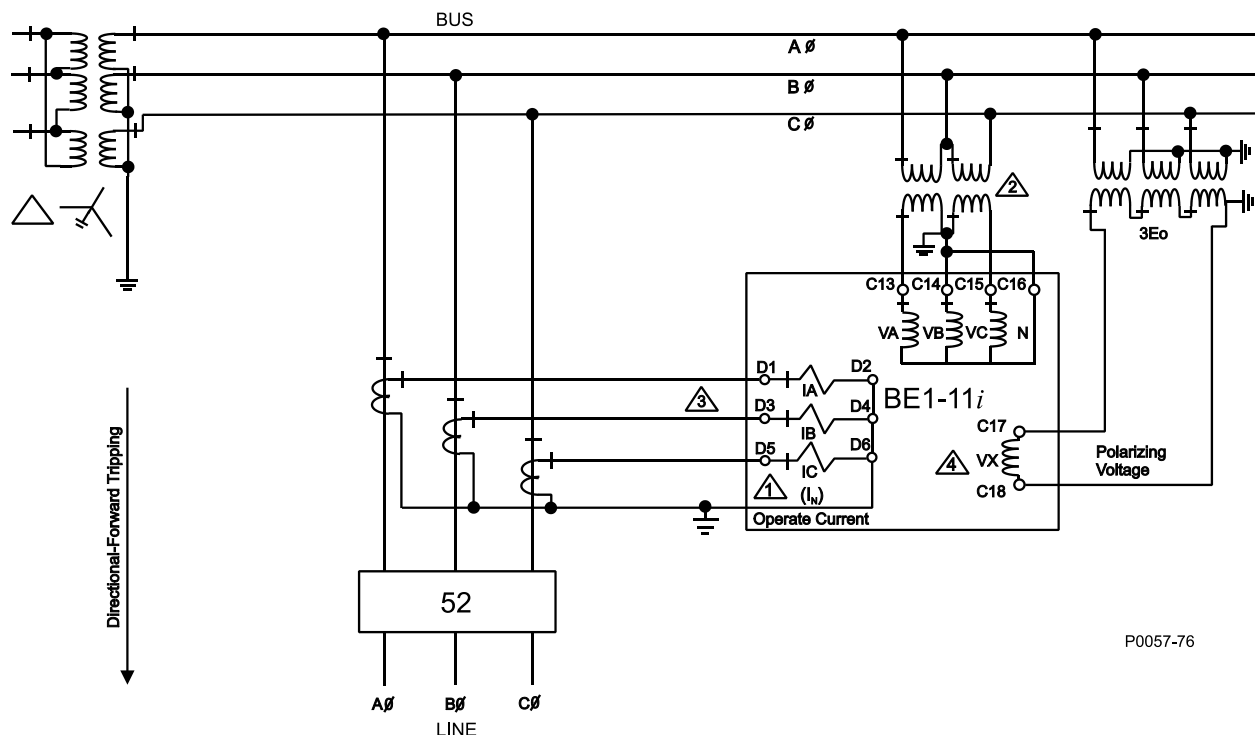 BUS
A Ø
B Ø
C Ø
2
3Eo
C13 C14 C15 C16
VA VB VC N
D1 D2
IA
BE1-11i
3
D3 D4
IB
C17
D5 D6
IC
4
VX
Polarizing
Voltage
1
(IN)
C18
Operate Current
Directional-Forward Tripping
52
P0057-76
AØ BØ CØ
LINE